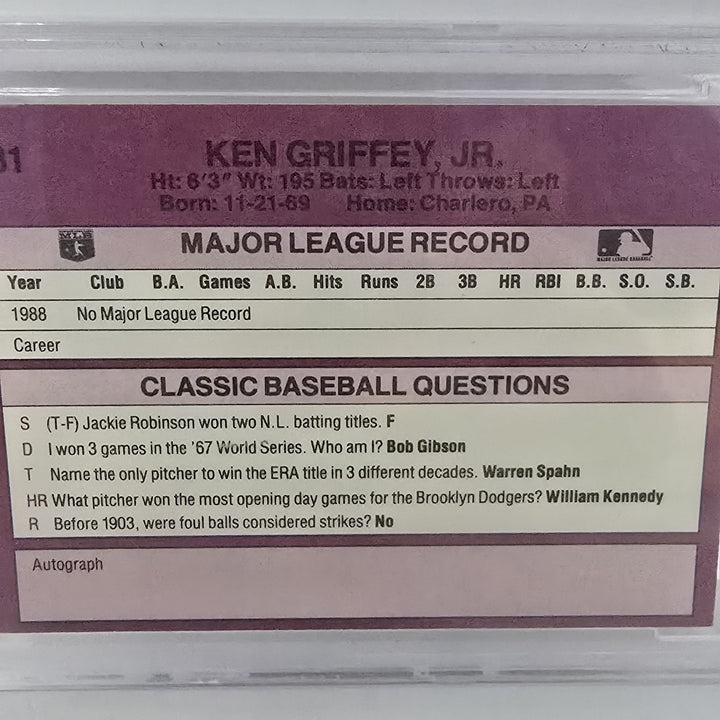 31
KEN GRIFFEY, JR.
Ht: 6'3" Wt: 195 Bats: Left Throws: Left
Born: 11-21-69 Home: Charlero, PA
MLB MAJOR LEAGUE RECORD MAJOR LEAGUE BASEBALL
Year Club B.A. Games A.B. Hits Runs 2B 3B HR RBI B.B. S.O. S.B.
1988 No Major League Record
Career
CLASSIC BASEBALL QUESTIONS
S (T-F) Jackie Robinson won two N.L. batting titles. F
D I won 3 games in the '67 World Series. Who am I? Bob Gibson
T Name the only pitcher to win the ERA title in 3 different decades. Warren Spahn
HR What pitcher won the most opening day games for the Brooklyn Dodgers? William Kennedy
R Before 1903, were foul balls considered strikes? No
Autograph